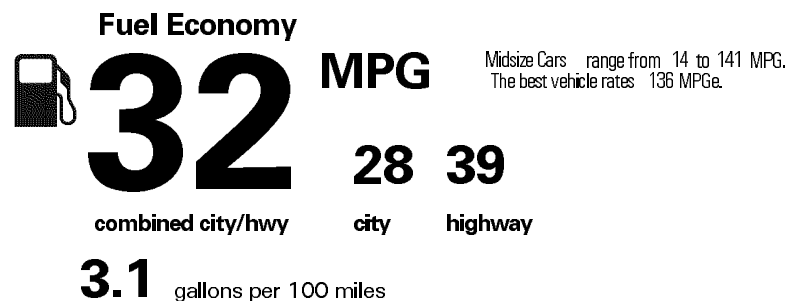 Fuel Economy
32 MPG
Midsize Cars range from 14 to 141 MPG.
The best vehicle rates 136 MPGe.
28 39
combined city/hwy city highway
3.1 gallons per 100 miles